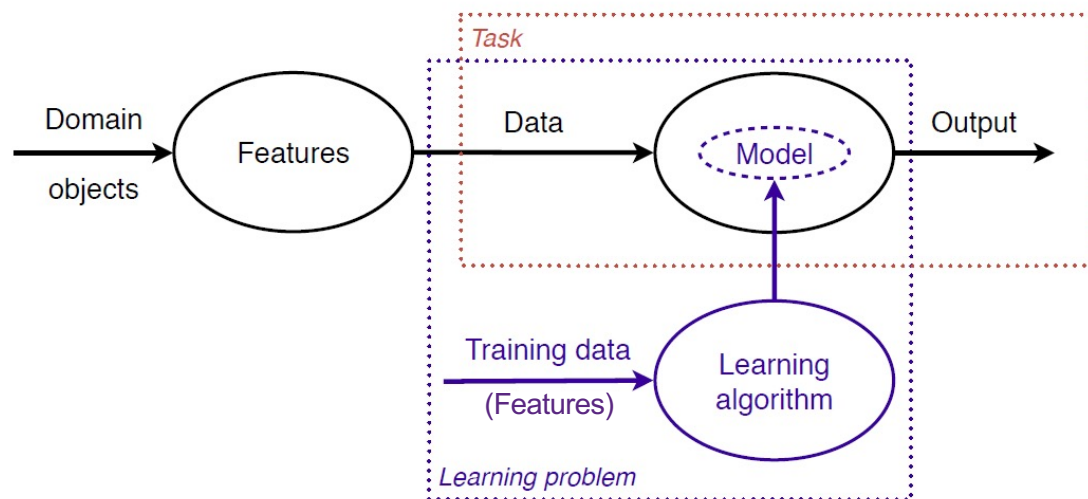 Task
Domain
objects
Features
Data
Model
Output
Training data
(Features)
Learning
algorithm
Learning problem